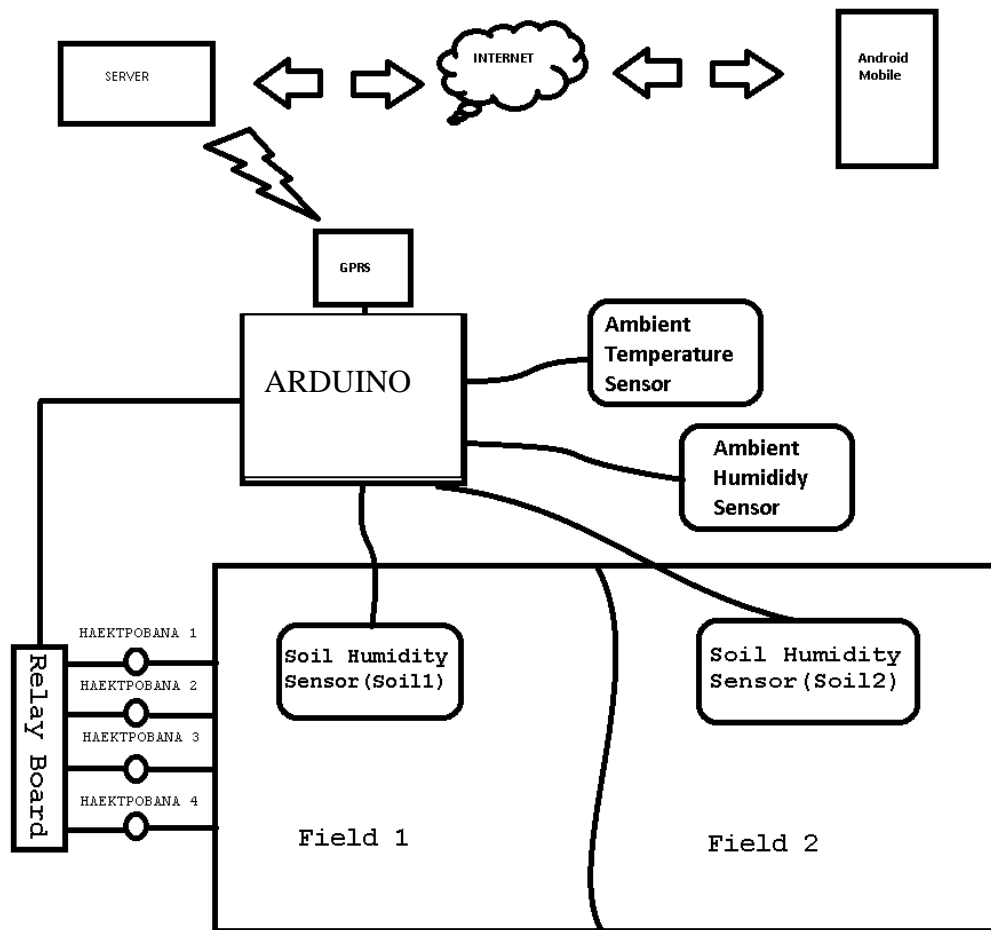 SERVER
INTERNET
Android
Mobile
GPRS
ARDUINO
Ambient
Temperature
Sensor
Ambient
Humididy
Sensor
ΗΛΕΚΤΡΟΒΑΝΑ 1
ΗΛΕΚΤΡΟΒΑΝΑ 2
ΗΛΕΚΤΡΟΒΑΝΑ 3
ΗΛΕΚΤΡΟΒΑΝΑ 4
Relay Board
Soil Humidity
Sensor(Soil1)
Soil Humidity
Sensor(Soil2)
Field 1
Field 2